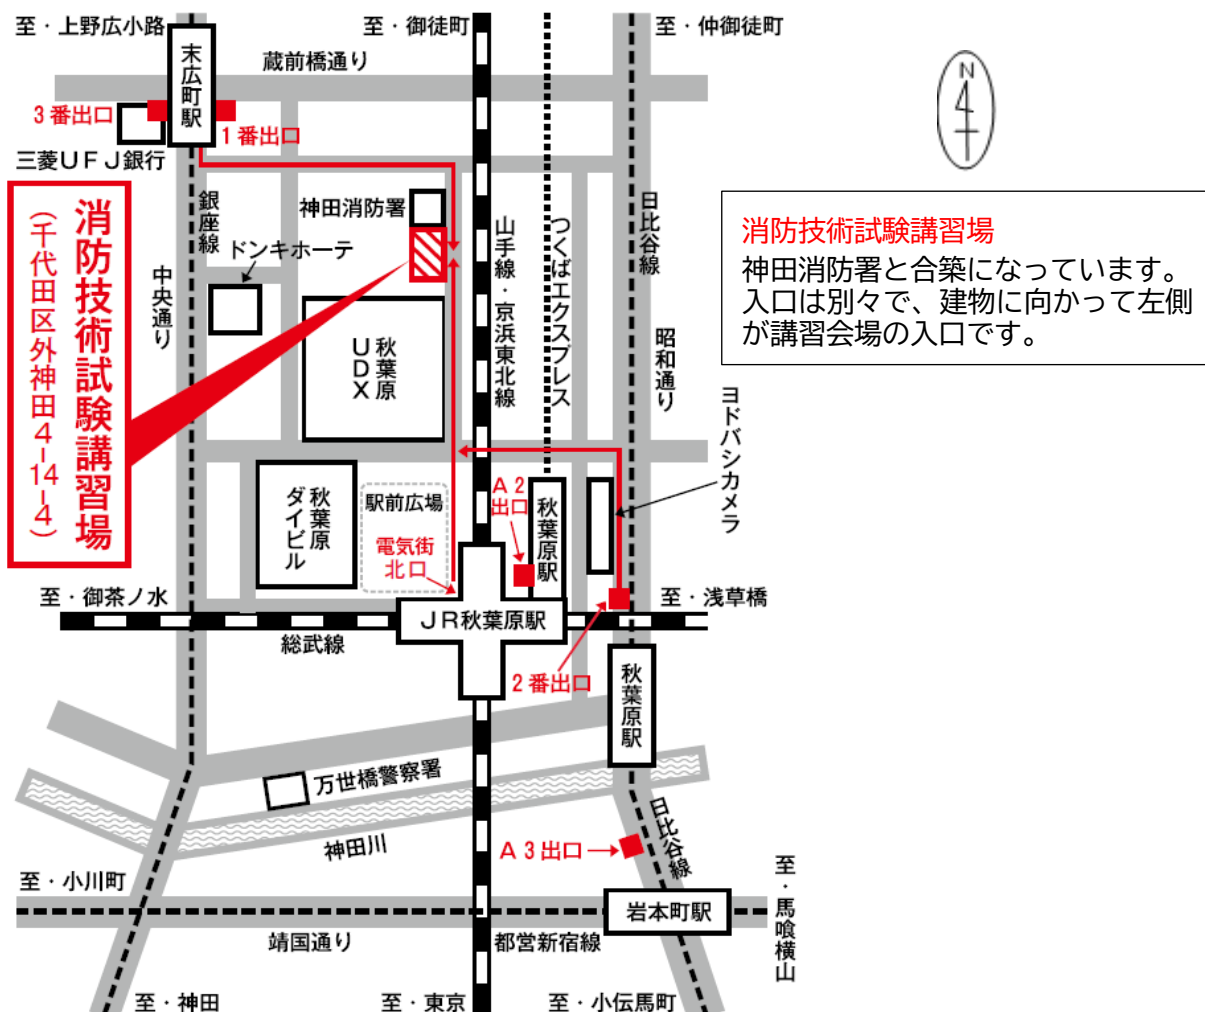 至・上野広小路
至・御徒町
至・仲御徒町
末広町駅
蔵前橋通り
N
3番出口
1番出口
三菱UFJ銀行
消防技術試験講習場
(千代田区外神田4-14-4)
銀座線
神田消防署
ドンキホーテ
中央通り
山手線・京浜東北線
つくばエクスプレス
日比谷線
昭和通り
消防技術試験講習場
神田消防署と合築になっています。
入口は別々で、建物に向かって左側
が講習会場の入口です。
秋葉原
UDX
ヨドバシカメラ
秋葉原
ダイビル
駅前広場
電気街
北口
A2
出口
秋葉原駅
至・御茶ノ水
至・浅草橋
JR秋葉原駅
総武線
2番出口
秋葉原駅
万世橋警察署
神田川
日比谷線
A3出口
至・小川町
岩本町駅
至・馬喰横山
靖国通り
都営新宿線
至・神田
至・東京
至・小伝馬町